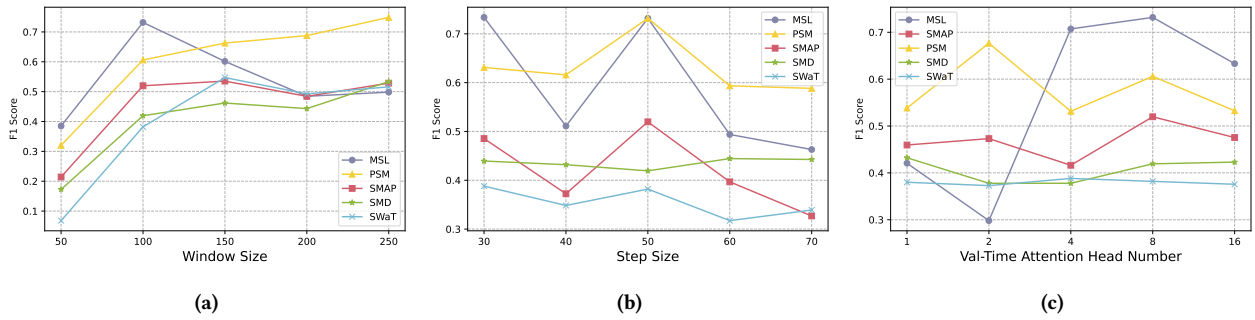 0.7
0.6
0.5
0.4
0.3
0.2
0.1
F1 Score
50 100 150 200 250
Window Size
MSL
PSM
SMAP
SMD
SWaT
(a)
0.7
0.6
0.5
0.4
0.3
F1 Score
30 40 50 60 70
Step Size
MSL
PSM
SMAP
SMD
SWaT
(b)
0.7
0.6
0.5
0.4
0.3
F1 Score
1 2 4 8 16
Val-Time Attention Head Number
MSL
SMAP
PSM
SMD
SWaT
(c)